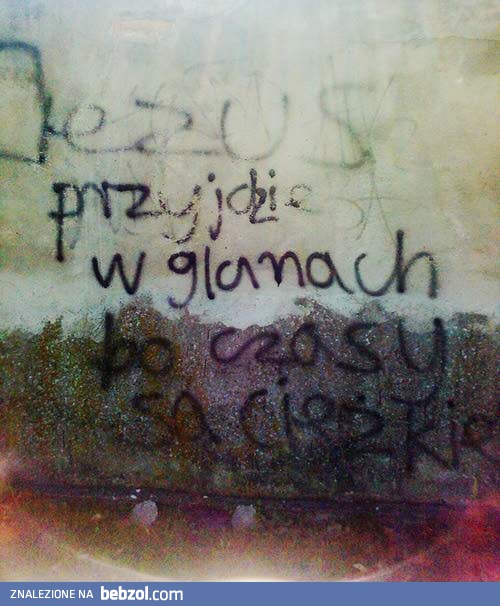 Jezus
przyjdzie
w glanach
bo czasy
są ciężkie
ZNALEZIONE NA bebzol.com